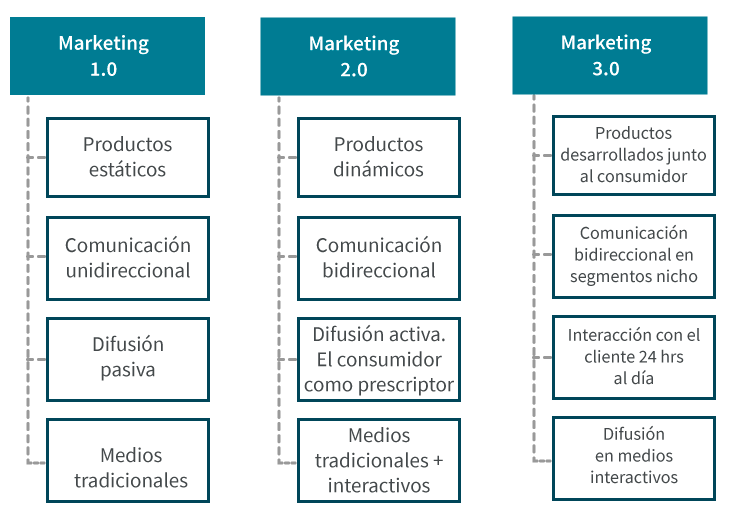 Marketing
1.0
Productos
estáticos
Comunicación
unidireccional
Difusión
pasiva
Medios
tradicionales
Marketing
2.0
Productos
dinámicos
Comunicación
bidireccional
Difusión activa.
El consumidor
como prescriptor
Medios
tradicionales +
interactivos
Marketing
3.0
Productos
desarrollados junto
al consumidor
Comunicación
bidireccional en
segmentos nicho
Interacción con el
cliente 24 hrs
al día
Difusión
en medios
interactivos